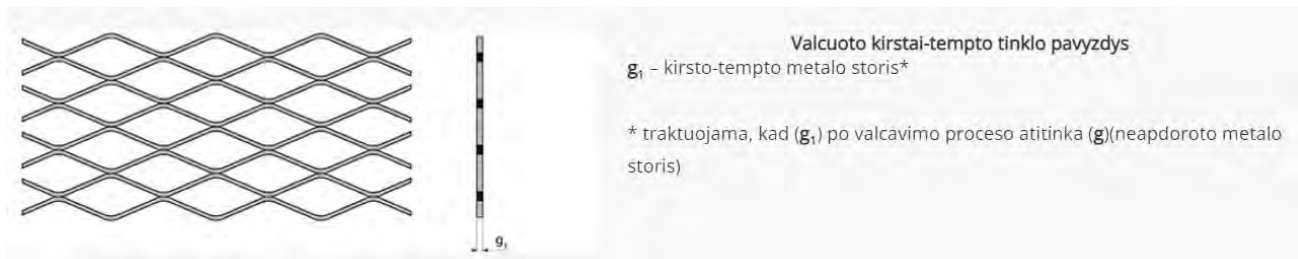 Valcuoto kirstai-tempto tinklo pavyzdys
g₁ – kirsto-tempto metalo storis*
* traktuojama, kad (g₁) po valcavimo proceso atitinka (g)(neapdoroto metalo
storis)
g₁